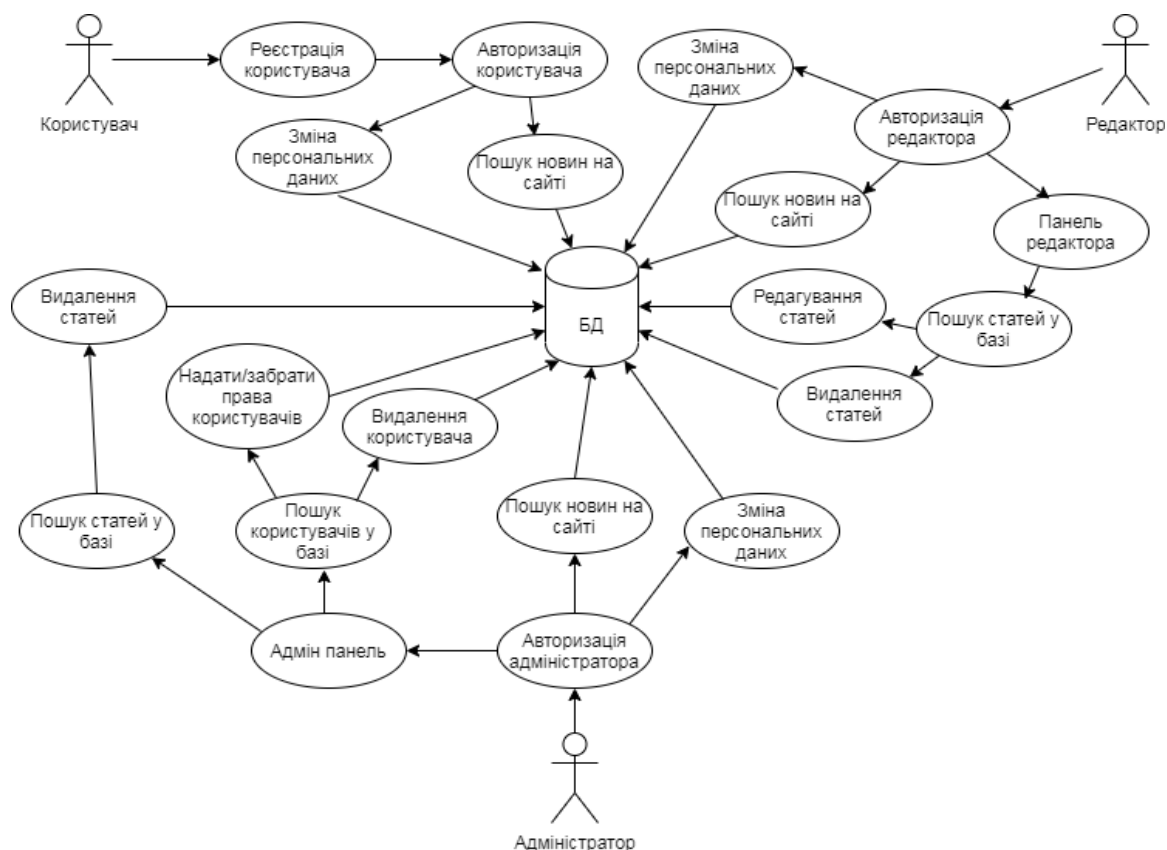 Користувач
Реєстрація
користувача
Авторизація
користувача
Зміна
персональних
даних
Пошук новин на
сайті
Зміна
персональних
даних
Авторизація
редактора
Редактор
Пошук новин на
сайті
Панель
редактора
Видалення
статей
БД
Редагування
статей
Пошук статей у
базі
Видалення
статей
Надати/забрати
права
користувачів
Видалення
користувача
Пошук статей у
базі
Пошук
користувачів у
базі
Пошук новин на
сайті
Зміна
персональних
даних
Адмін панель
Авторизація
адміністратора
Адміністратор